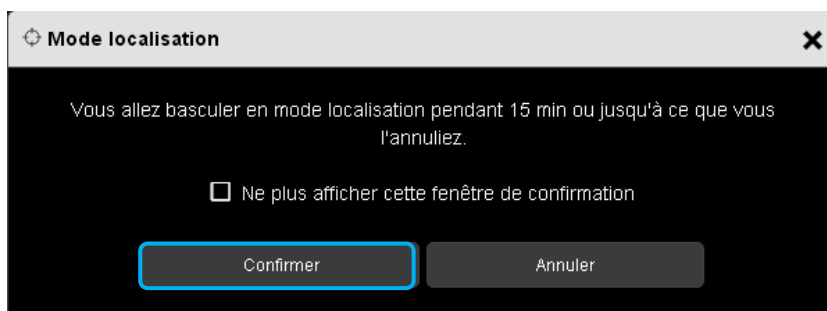 Mode localisation
Vous allez basculer en mode localisation pendant 15 min ou jusqu'à ce que vous
l'annuliez.
Ne plus afficher cette fenêtre de confirmation
Confirmer
Annuler